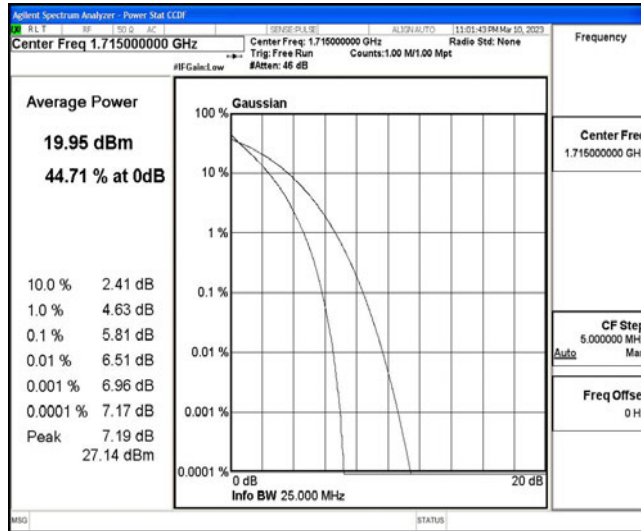 Agilent Spectrum Analyzer - Power Stat CCDF
RLT RF 50 Ω AC SENSE:PULSE ALIGNAUTO 11:01:43 PM Mar 10, 2023
Center Freq 1.715000000 GHz
Center Freq: 1.715000000 GHz Radio Std: None
Trig: Free Run Counts:1.00 M/1.00 Mpt
#IFGain:Low #Atten: 46 dB
Frequency
Average Power
19.95 dBm
44.71 % at 0dB
10.0 % 2.41 dB
1.0 % 4.63 dB
0.1 % 5.81 dB
0.01 % 6.51 dB
0.001 % 6.96 dB
0.0001 % 7.17 dB
Peak 7.19 dB
27.14 dBm
Gaussian
100 %
10 %
1 %
0.1 %
0.01 %
0.001 %
0.0001 %
0 dB 20 dB
Info BW 25.000 MHz
Center Fre
1.715000000 GH
CF Step
5.000000 MH
Auto Ma
Freq Offse
0 H
MSG STATUS